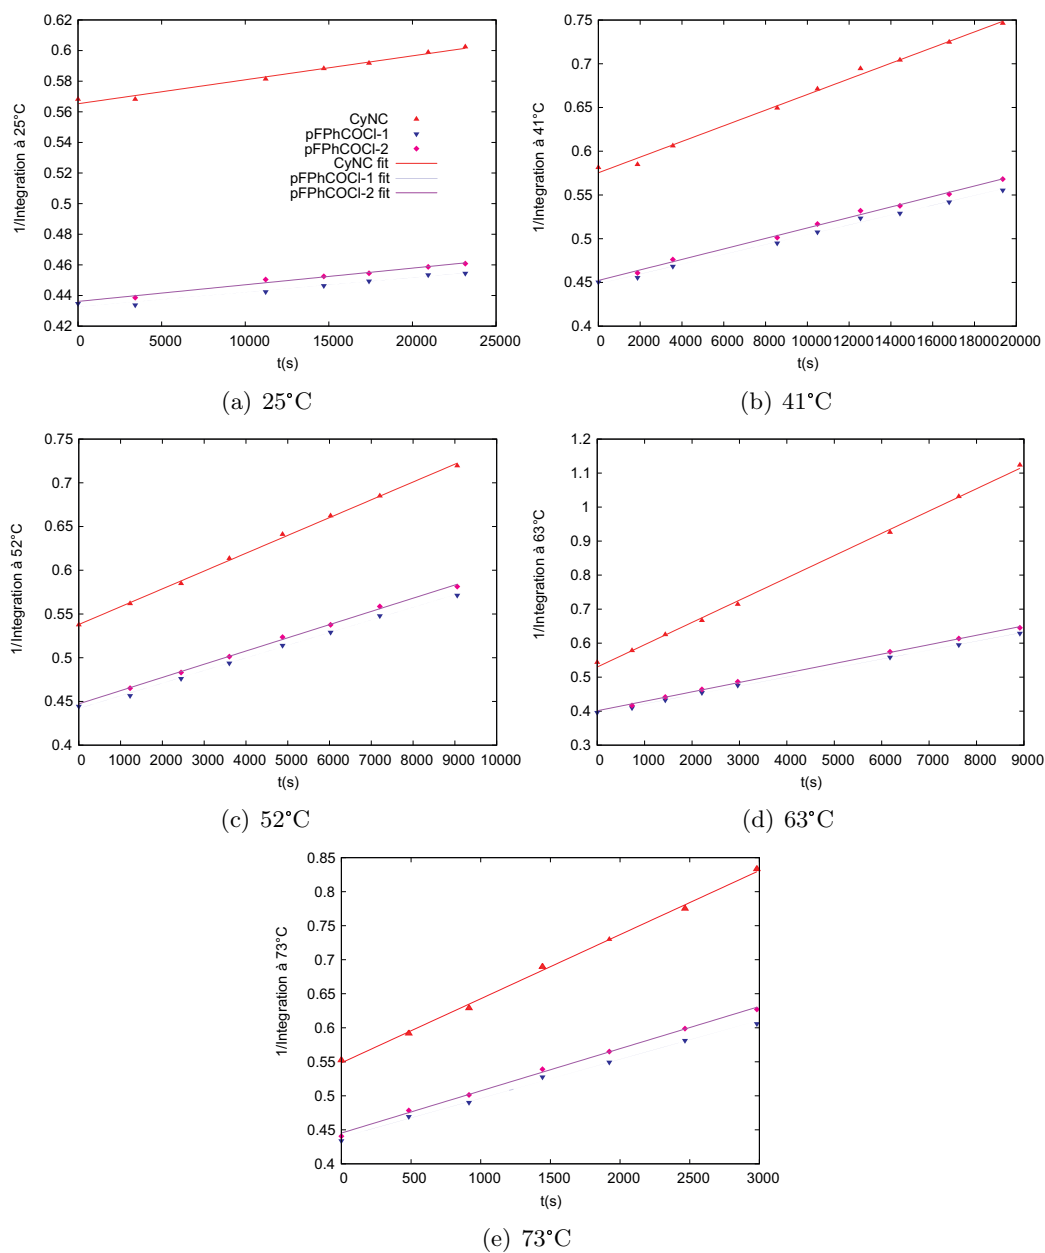 0.62
0.6
0.58
0.56
0.54
0.52
0.5
0.48
0.46
0.44
0.42
0 5000 10000 15000 20000 25000
1/Integration à 25°C
t(s)
CyNC
pFPhCOCl-1
pFPhCOCl-2
CyNC fit
pFPhCOCl-1 fit
pFPhCOCl-2 fit
(a) 25°C
0.75
0.7
0.65
0.6
0.55
0.5
0.45
0.4
0 2000 4000 6000 8000 10000 12000 14000 16000 18000 20000
1/Integration à 41°C
t(s)
(b) 41°C
0.75
0.7
0.65
0.6
0.55
0.5
0.45
0.4
0 1000 2000 3000 4000 5000 6000 7000 8000 9000 10000
1/Integration à 52°C
t(s)
(c) 52°C
1.2
1.1
1
0.9
0.8
0.7
0.6
0.5
0.4
0.3
0 1000 2000 3000 4000 5000 6000 7000 8000 9000
1/Integration à 63°C
t(s)
(d) 63°C
0.85
0.8
0.75
0.7
0.65
0.6
0.55
0.5
0.45
0.4
0 500 1000 1500 2000 2500 3000
1/Integration à 73°C
t(s)
(e) 73°C